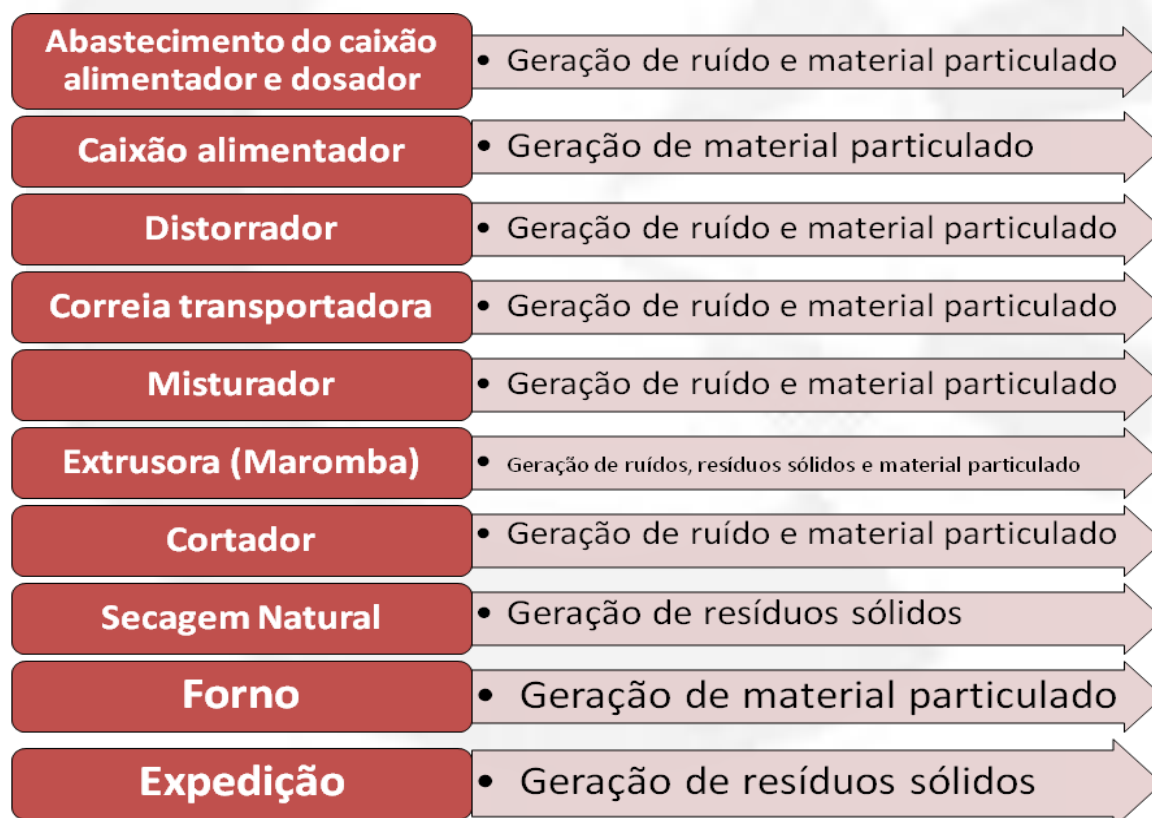 Abastecimento do caixão
alimentador e dosador
• Geração de ruído e material particulado
Caixão alimentador
• Geração de material particulado
Distorrador
• Geração de ruído e material particulado
Correia transportadora
• Geração de ruído e material particulado
Misturador
• Geração de ruído e material particulado
Extrusora (Maromba)
• Geração de ruídos, resíduos sólidos e material particulado
Cortador
• Geração de ruído e material particulado
Secagem Natural
• Geração de resíduos sólidos
Forno
• Geração de material particulado
Expedição
• Geração de resíduos sólidos